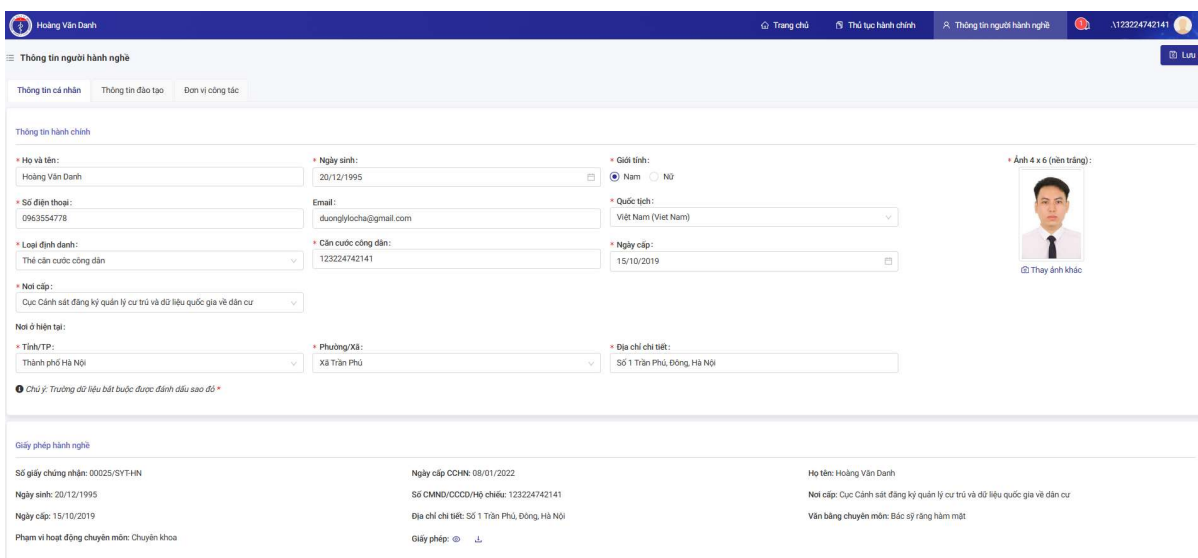 Hoàng Văn Danh
Trang chủ
Thủ tục hành chính
Thông tin người hành nghề
1
.\123224742141
Thông tin người hành nghề
Lưu
Thông tin cá nhân
Thông tin đào tạo
Đơn vị công tác
Thông tin hành chính
* Họ và tên:
* Ngày sinh:
* Giới tính:
* Ảnh 4 x 6 (nền trắng):
Hoàng Văn Danh
20/12/1995
Nam
Nữ
* Số điện thoại:
Email:
* Quốc tịch:
0963554778
duonglylocha@gmail.com
Việt Nam (Viet Nam)
* Loại định danh:
* Căn cước công dân:
* Ngày cấp:
Thẻ căn cước công dân
123224742141
15/10/2019
Thay ảnh khác
* Nơi cấp:
Cục Cảnh sát đăng ký quản lý cư trú và dữ liệu quốc gia về dân cư
Nơi ở hiện tại:
* Tỉnh/TP:
* Phường/Xã:
* Địa chỉ chi tiết:
Thành phố Hà Nội
Xã Trần Phú
Số 1 Trần Phú, Đông, Hà Nội
Chú ý: Trường dữ liệu bắt buộc được đánh dấu sao đỏ *
Giấy phép hành nghề
Số giấy chứng nhận: 00025/SYT-HN
Ngày cấp CCHN: 08/01/2022
Họ tên: Hoàng Văn Danh
Ngày sinh: 20/12/1995
Số CMND/CCCD/Hộ chiếu: 123224742141
Nơi cấp: Cục Cảnh sát đăng ký quản lý cư trú và dữ liệu quốc gia về dân cư
Ngày cấp: 15/10/2019
Địa chỉ chi tiết: Số 1 Trần Phú, Đông, Hà Nội
Văn bằng chuyên môn: Bác sỹ răng hàm mặt
Phạm vi hoạt động chuyên môn: Chuyên khoa
Giấy phép: